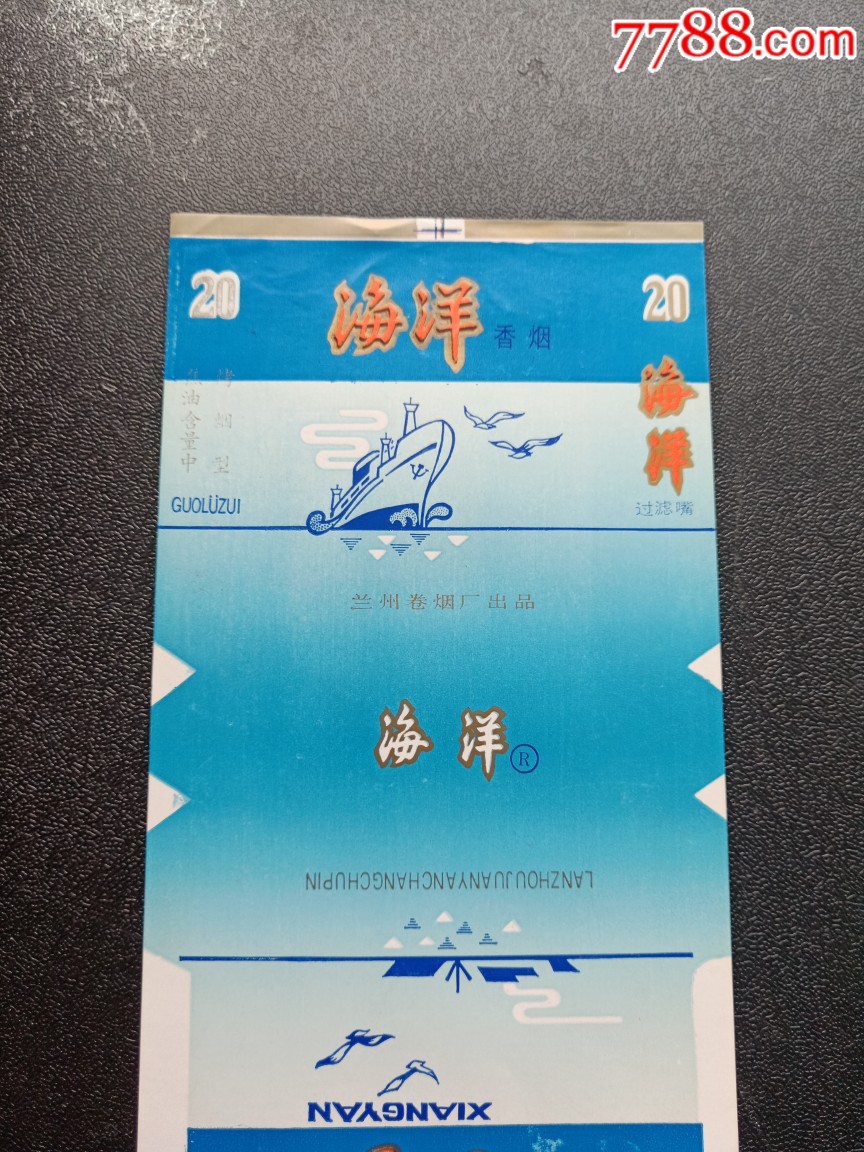 7788.com
20
海洋 香烟
20
烤烟型
焦油含量中
GUOLÜZUI
海洋
过滤嘴
兰州卷烟厂出品
海洋 ®
LANZHOUJUANYANCHANGCHUPIN
XIANGYAN